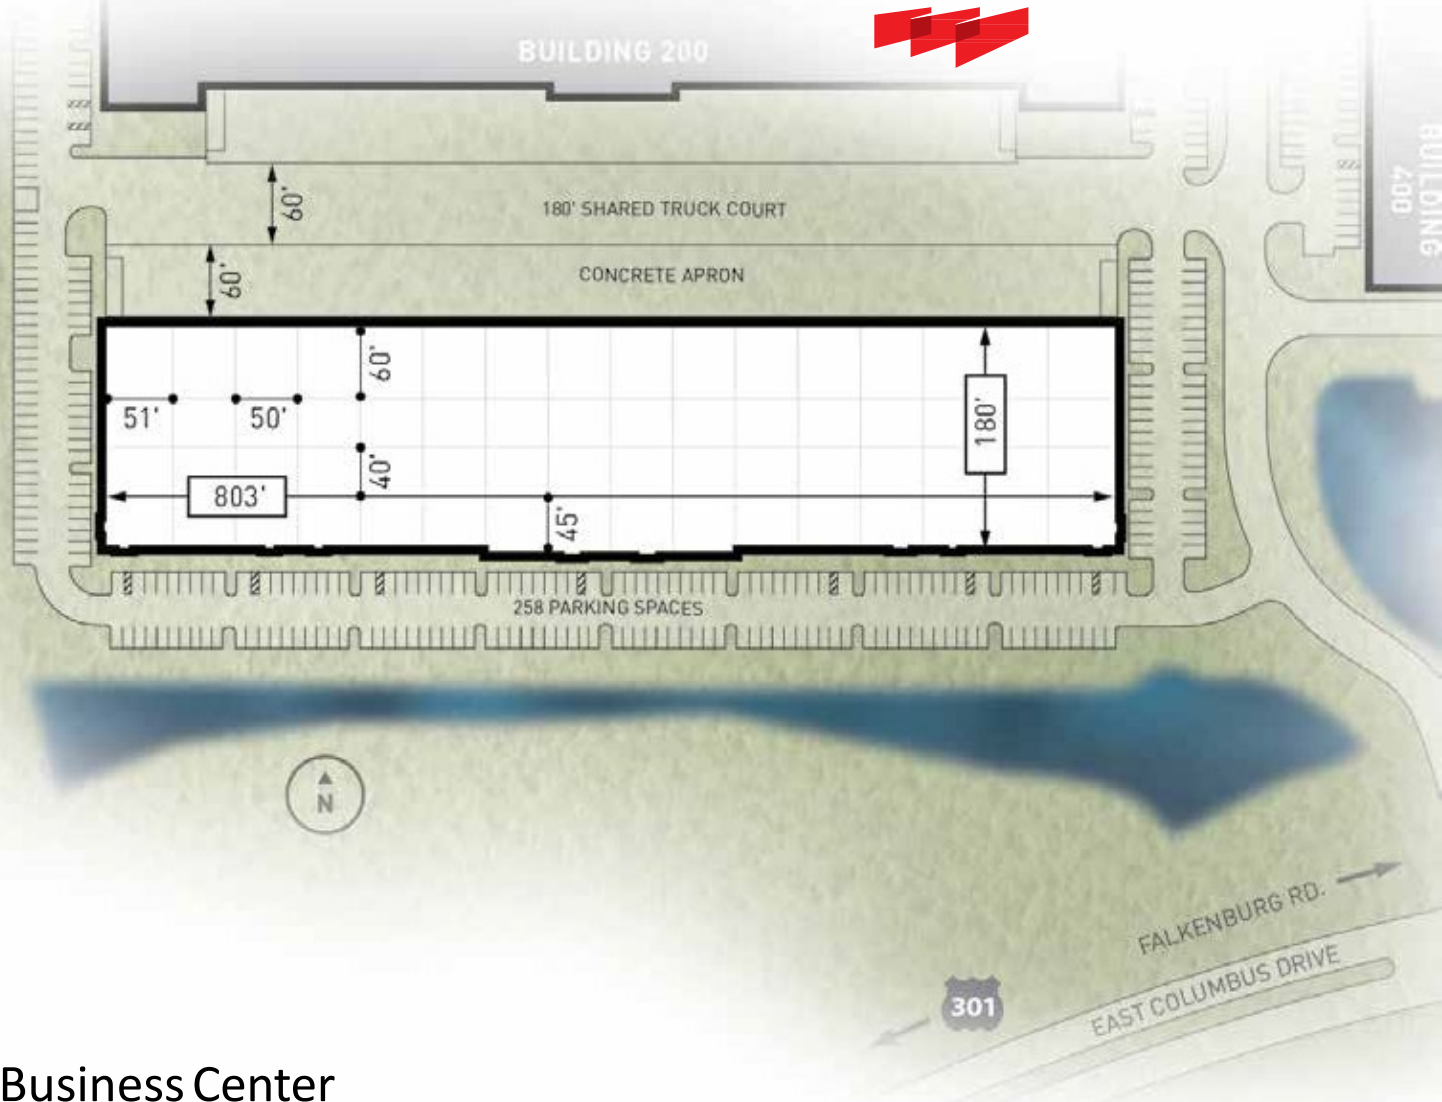 BUILDING 200
BUILDING
400
60'
180' SHARED TRUCK COURT
60'
CONCRETE APRON
60'
51'
50'
180'
40'
803'
45'
258 PARKING SPACES
N
FALKENBURG RD.
EAST COLUMBUS DRIVE
301
Business Center